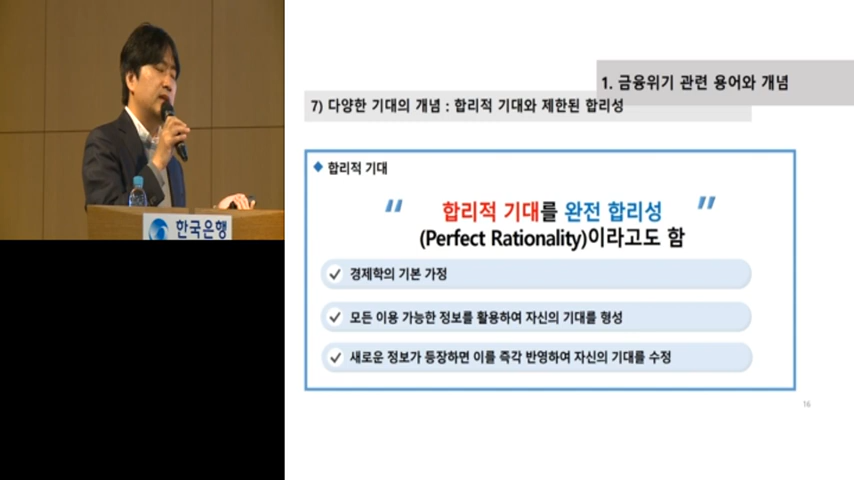 1. 금융위기 관련 용어와 개념
7) 다양한 기대의 개념 : 합리적 기대와 제한된 합리성
◆ 합리적 기대
“ 합리적 기대를 완전 합리성 ”
(Perfect Rationality)이라고도 함
✓ 경제학의 기본 가정
✓ 모든 이용 가능한 정보를 활용하여 자신의 기대를 형성
✓ 새로운 정보가 등장하면 이를 즉각 반영하여 자신의 기대를 수정
16
한국은행